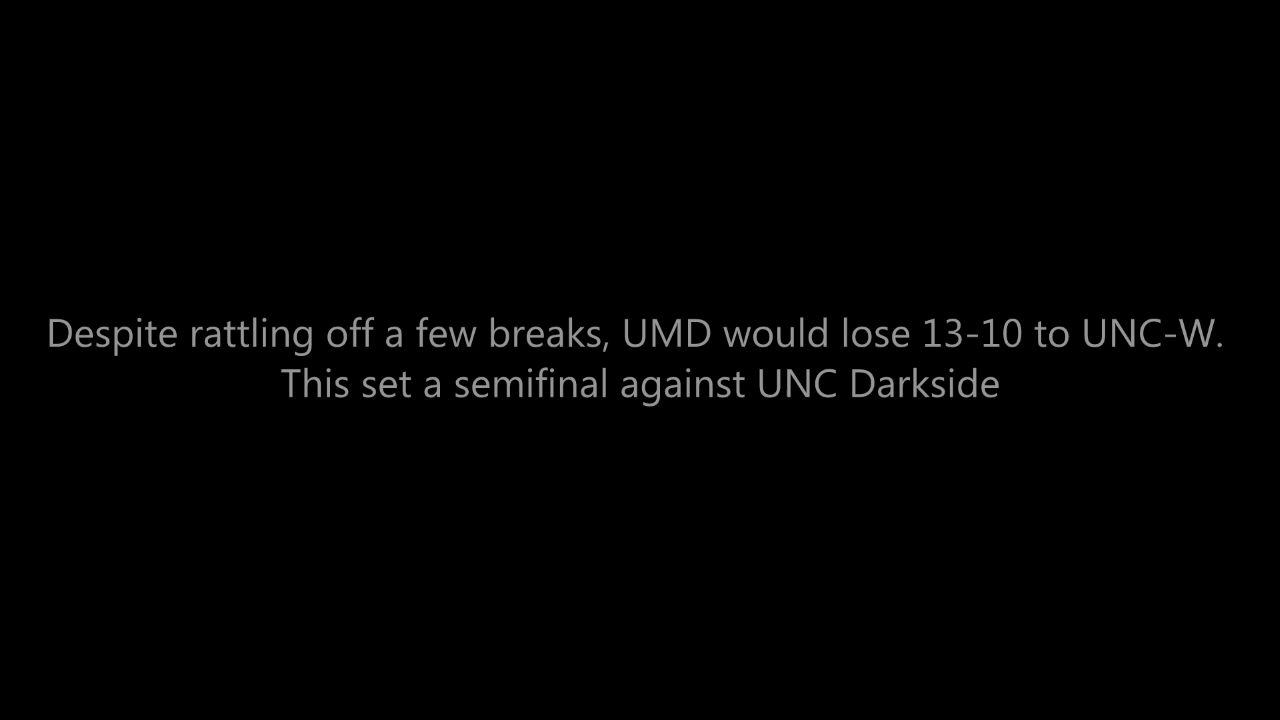 Despite rattling off a few breaks, UMD would lose 13-10 to UNC-W.
This set a semifinal against UNC Darkside